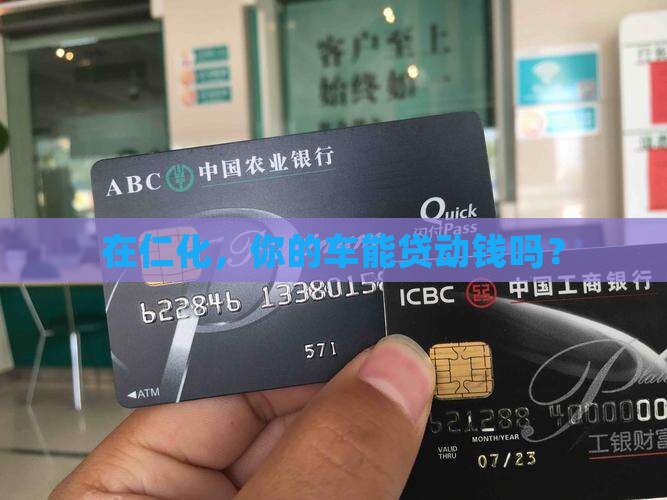 客户至上
始终如一
ABC 中国农业银行
Quick
闪付Pass
在仁化，你的车能贷动钱吗？
622846 1338015
571
ICBC 中国工商银行
◄ATM
621288 4000000
VALID THRU
MONTH/YEAR
07/23
工银财富